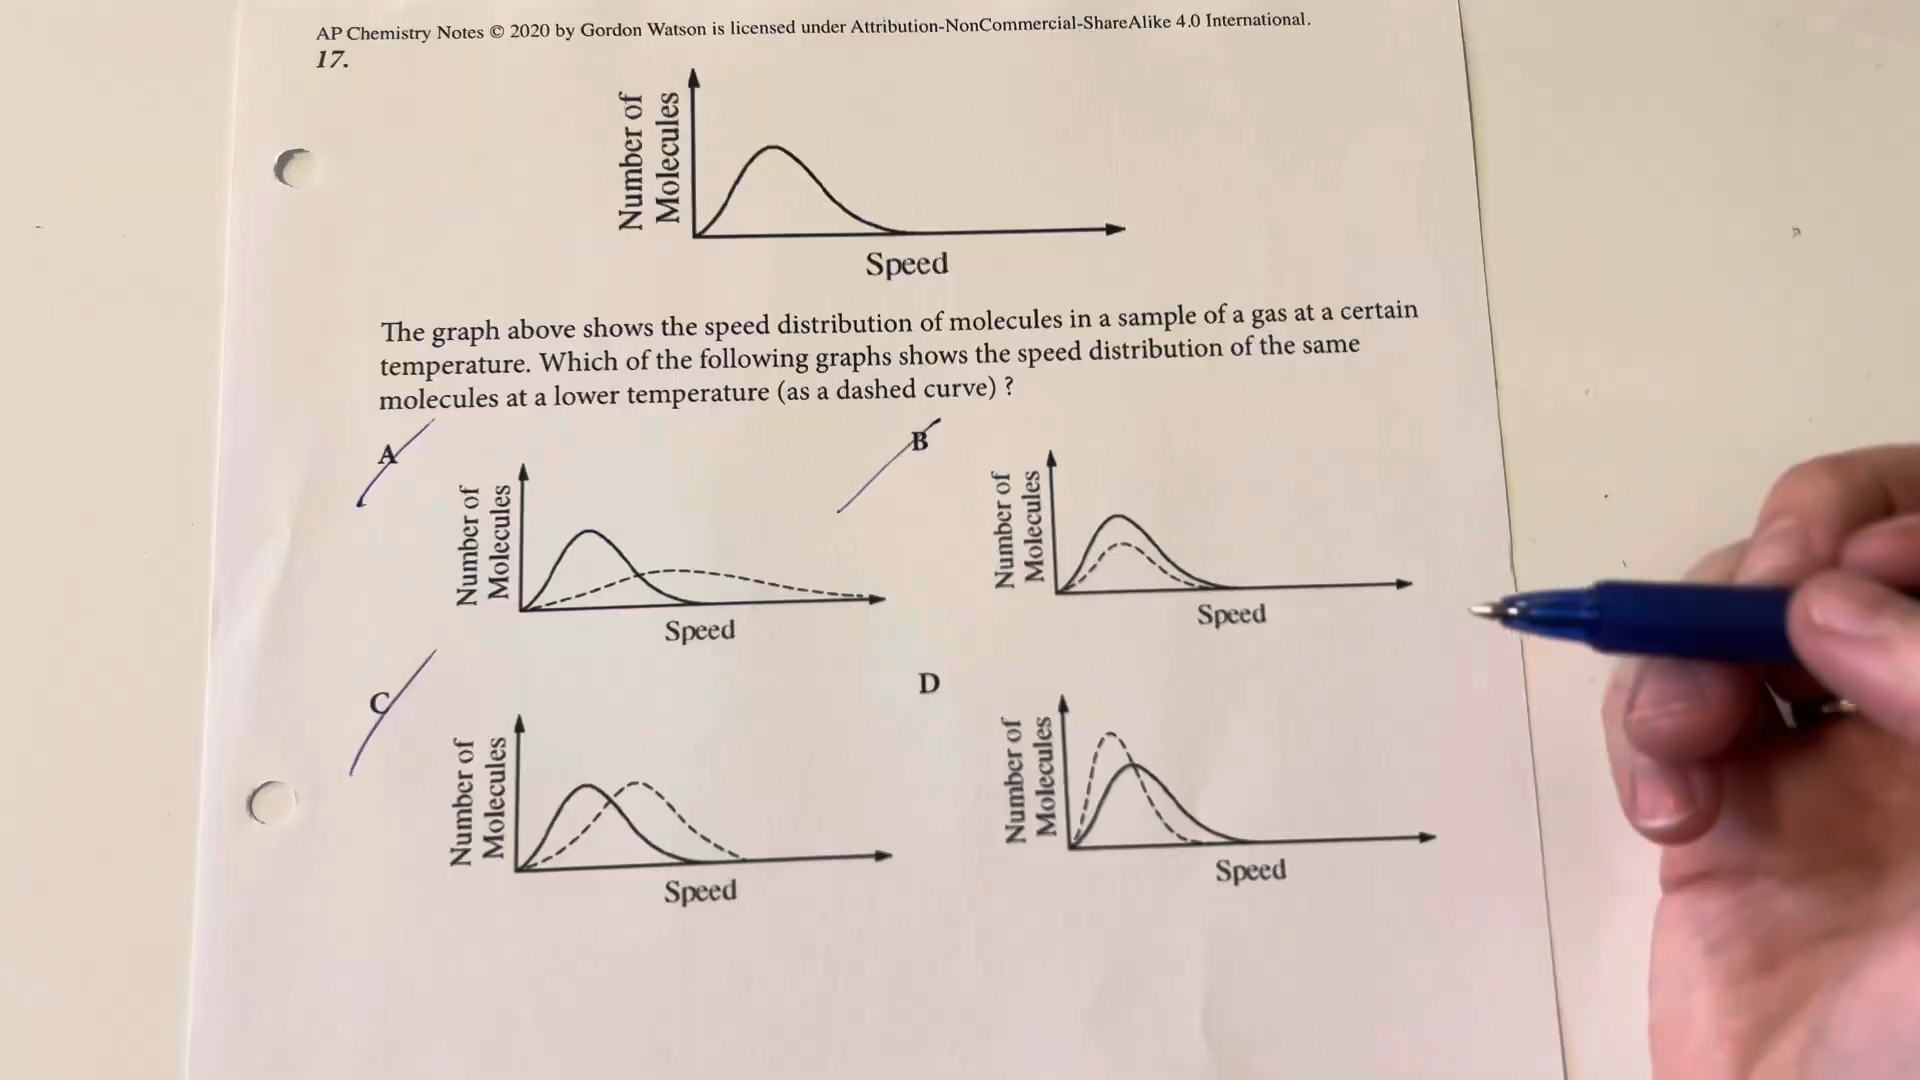 AP Chemistry Notes © 2020 by Gordon Watson is licensed under Attribution-NonCommercial-ShareAlike 4.0 International.
17.
Number of
Molecules
Speed
The graph above shows the speed distribution of molecules in a sample of a gas at a certain
temperature. Which of the following graphs shows the speed distribution of the same
molecules at a lower temperature (as a dashed curve) ?
A
Number of
Molecules
Speed
B
Number of
Molecules
Speed
C
Number of
Molecules
Speed
D
Number of
Molecules
Speed